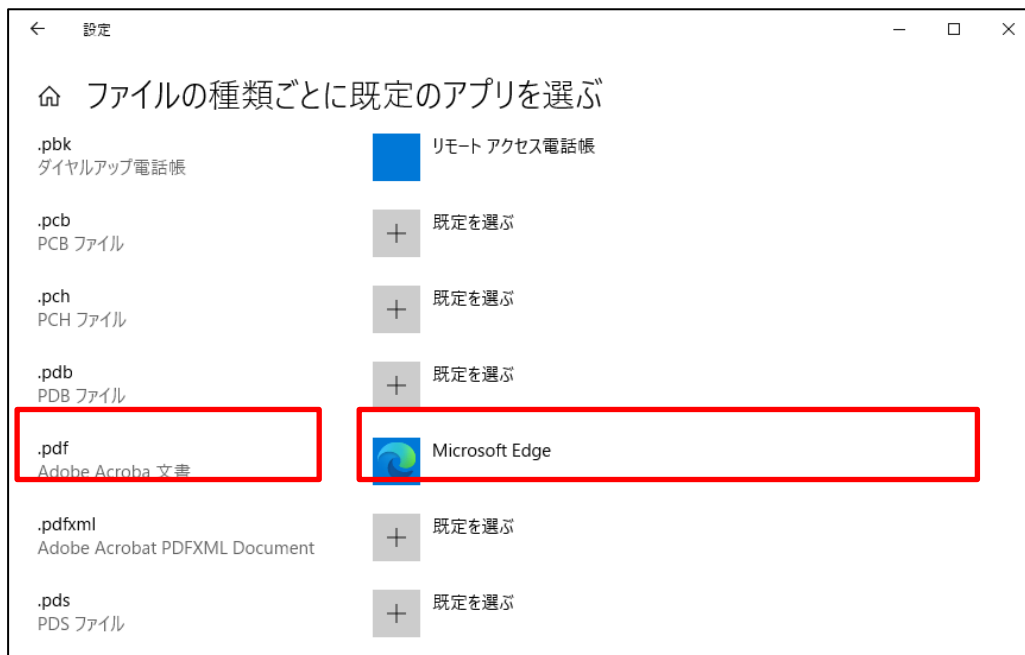 設定
ファイルの種類ごとに既定のアプリを選ぶ
.pbk
ダイヤルアップ電話帳
リモート アクセス電話帳
.pcb
PCB ファイル
既定を選ぶ
.pch
PCH ファイル
既定を選ぶ
.pdb
PDB ファイル
既定を選ぶ
.pdf
Adobe Acroba 文書
Microsoft Edge
.pdfxml
Adobe Acrobat PDFXML Document
既定を選ぶ
.pds
PDS ファイル
既定を選ぶ